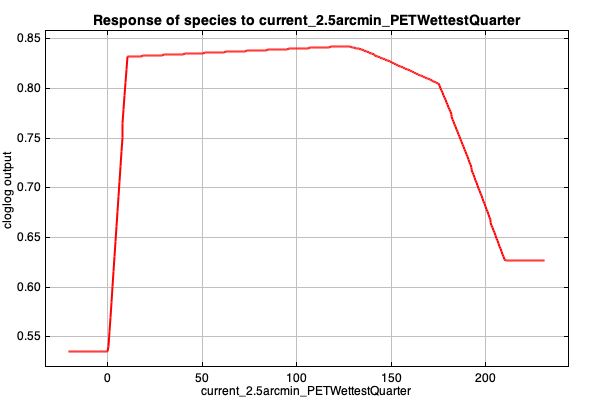 Response of species to current_2.5arcmin_PETWettestQuarter
0.85
0.80
0.75
0.70
0.65
0.60
0.55
cloglog output
0 50 100 150 200
current_2.5arcmin_PETWettestQuarter